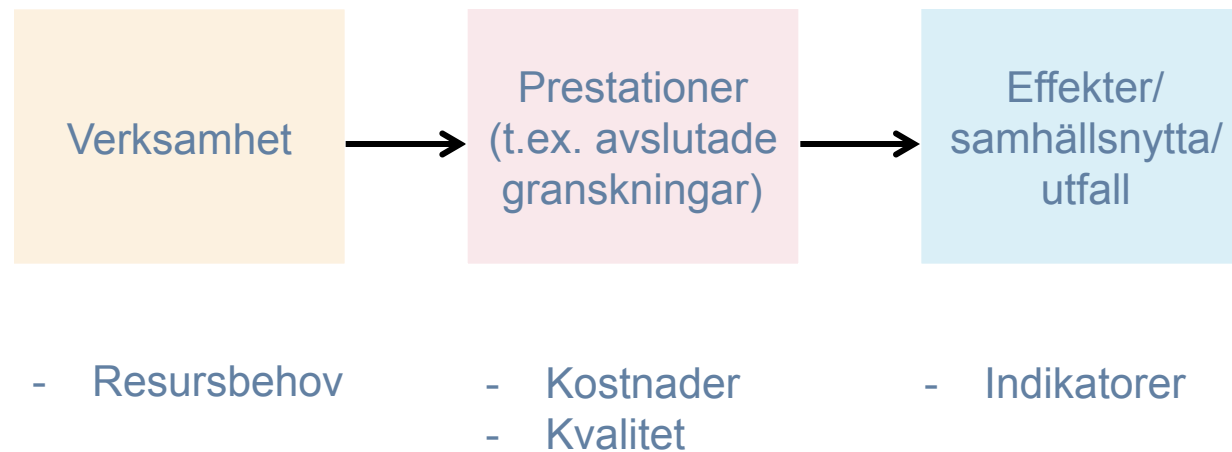 Verksamhet
Prestationer
(t.ex. avslutade
granskningar)
Effekter/
samhällsnytta/
utfall
- Resursbehov
- Kostnader
- Kvalitet
- Indikatorer